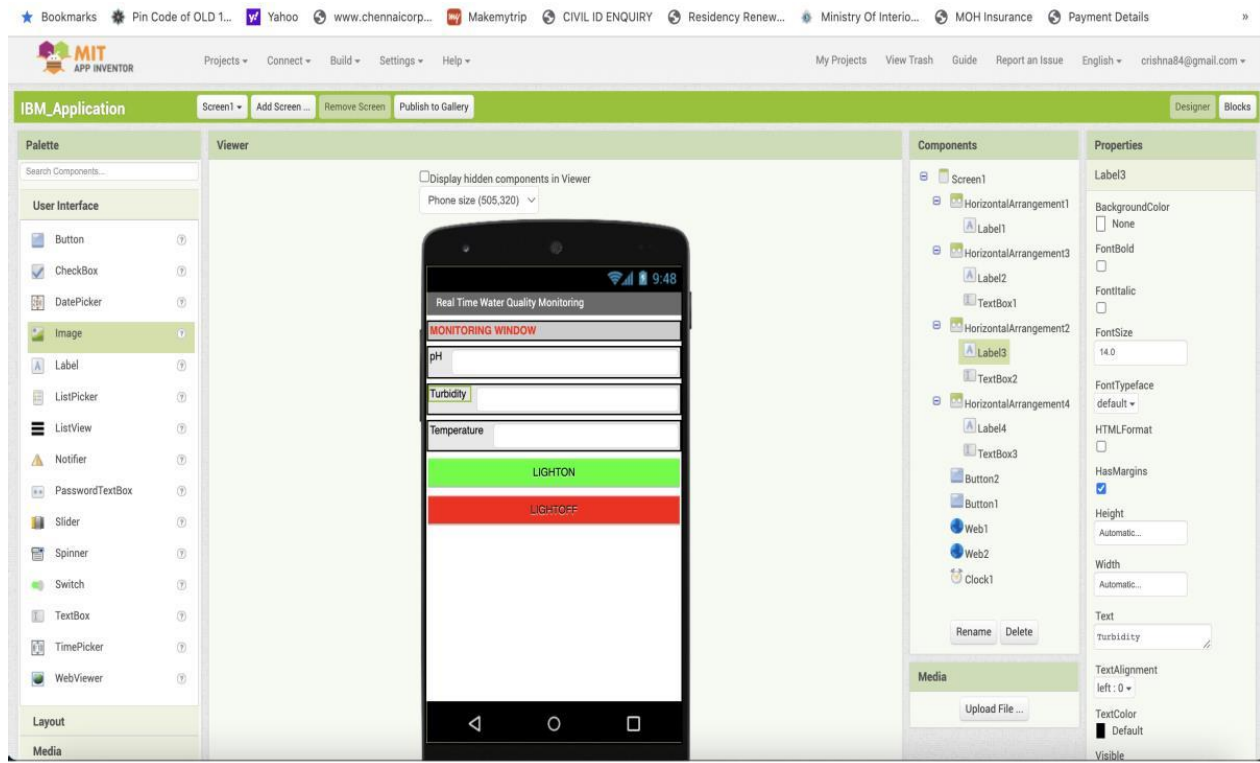 Bookmarks Pin Code of OLD 1... Yahoo www.chennaicorp... Makemytrip CIVIL ID ENQUIRY Residency Renew... Ministry Of Interio... MOH Insurance Payment Details »
MIT
APP INVENTOR
Projects Connect Build Settings Help My Projects View Trash Guide Report an Issue English crishna84@gmail.com
IBM_Application Screen1 Add Screen ... Remove Screen Publish to Gallery Designer Blocks
Palette
Search Components...
User Interface
Button
CheckBox
DatePicker
Image
Label
ListPicker
ListView
Notifier
PasswordTextBox
Slider
Spinner
Switch
TextBox
TimePicker
WebViewer
Layout
Media
Viewer
Display hidden components in Viewer
Phone size (505,320)
9:48
Real Time Water Quality Monitoring
MONITORING WINDOW
pH
Turbidity
Temperature
LIGHTON
LIGHTOFF
Components
Screen1
HorizontalArrangement1
Label1
HorizontalArrangement3
Label2
TextBox1
HorizontalArrangement2
Label3
TextBox2
HorizontalArrangement4
Label4
TextBox3
Button2
Button1
Web1
Web2
Clock1
Rename Delete
Media
Upload File ...
Properties
Label3
BackgroundColor
None
FontBold
FontItalic
FontSize
14.0
FontTypeface
default
HTMLFormat
HasMargins
Height
Automatic...
Width
Automatic...
Text
Turbidity
TextAlignment
left : 0
TextColor
Default
Visible